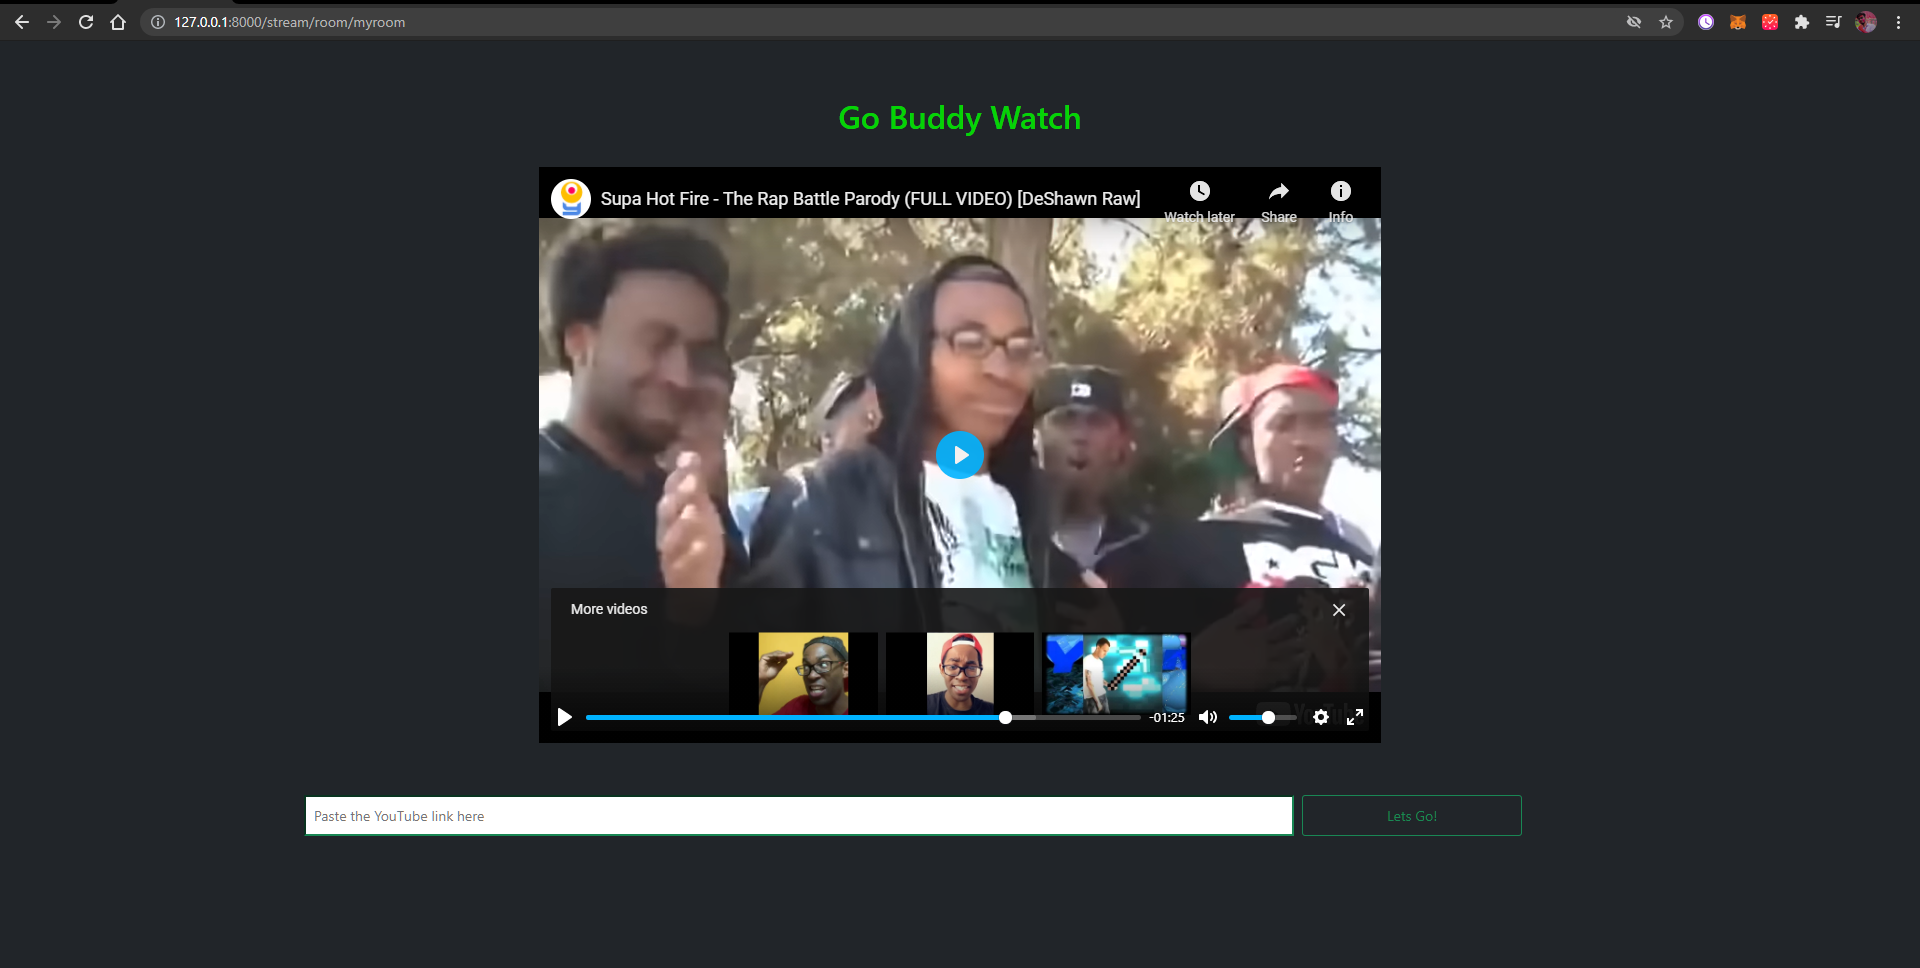 127.0.0.1:8000/stream/room/myroom
Go Buddy Watch
Supa Hot Fire - The Rap Battle Parody (FULL VIDEO) [DeShawn Raw]
Watch later
Share
Info
More videos
-01:25
Paste the YouTube link here
Lets Go!